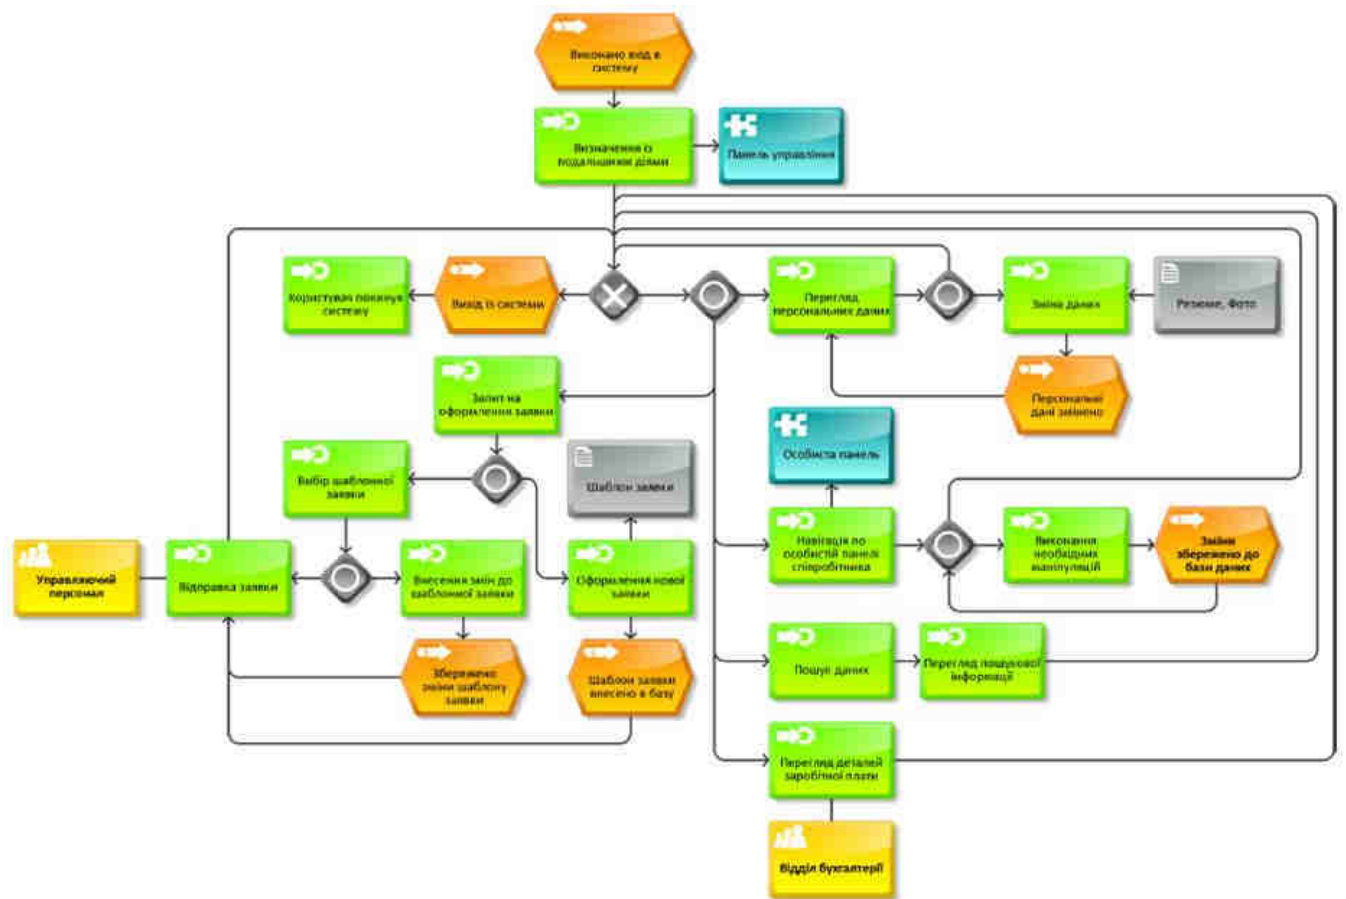 Виконано вхід в
систему
Визначення із
подальшими діями
Панель управління
Користувач покинув
систему
Вихід із системи
Перегляд
персональних даних
Зміна даних
Резюме, Фото
Запит на
оформлення заявки
Персональні
дані змінено
Особиста панель
Вибір шаблонної
заявки
Шаблон заявки
Управляючий
персонал
Відправка заявки
Внесення змін до
шаблонної заявки
Оформлення нової
заявки
Навігація по
особистій панелі
співробітника
Виконання
необхідних
маніпуляцій
Зміни
збережено до
бази даних
Збережено
зміни шаблону
заявки
Шаблон заявки
внесено в базу
Пошук даних
Перегляд пошукової
інформації
Перегляд деталей
заробітної плати
Відділ бухгалтерії